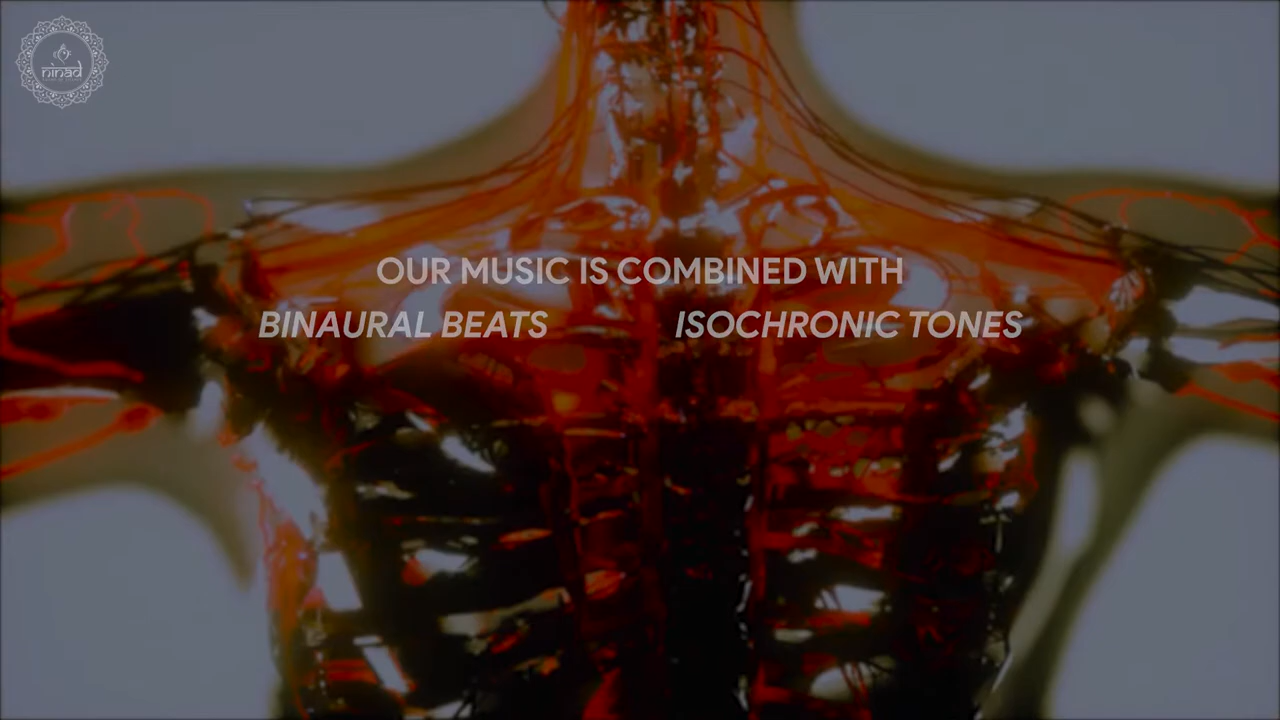 ninad
OUR MUSIC IS COMBINED WITH
BINAURAL BEATS ISOCHRONIC TONES